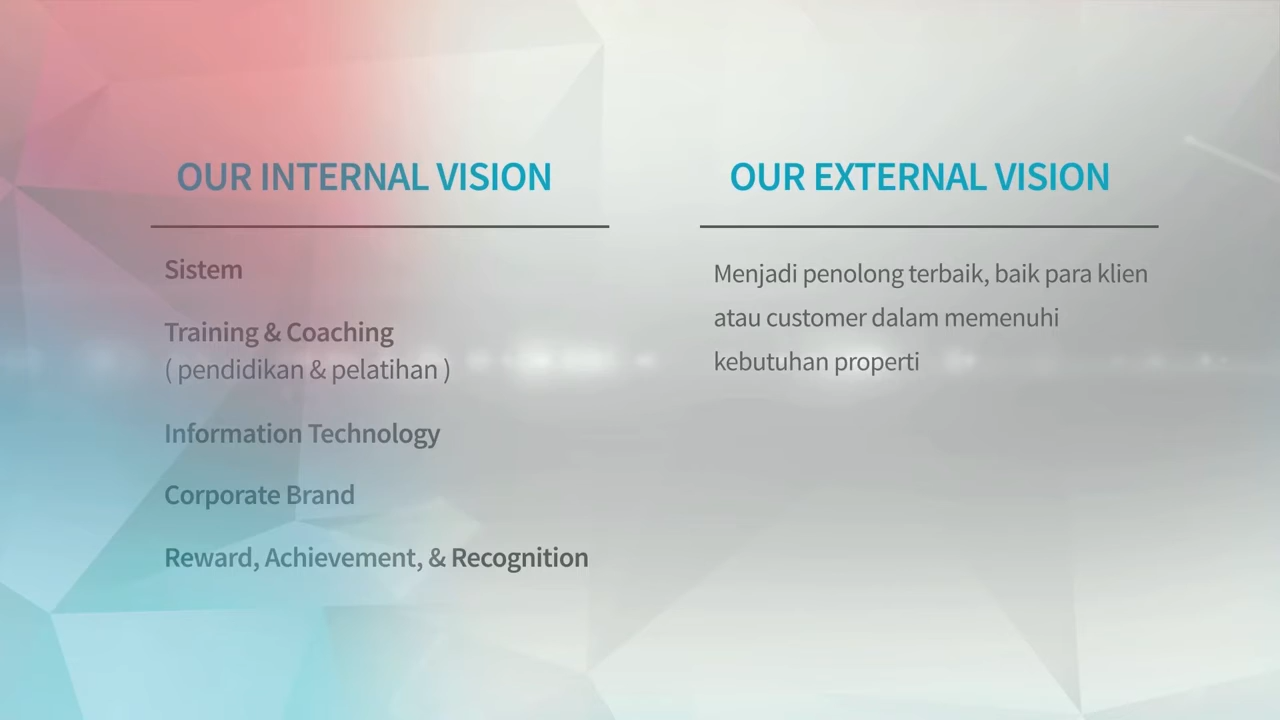 OUR INTERNAL VISION
Sistem
Training & Coaching
( pendidikan & pelatihan )
Information Technology
Corporate Brand
Reward, Achievement, & Recognition
OUR EXTERNAL VISION
Menjadi penolong terbaik, baik para klien
atau customer dalam memenuhi
kebutuhan properti